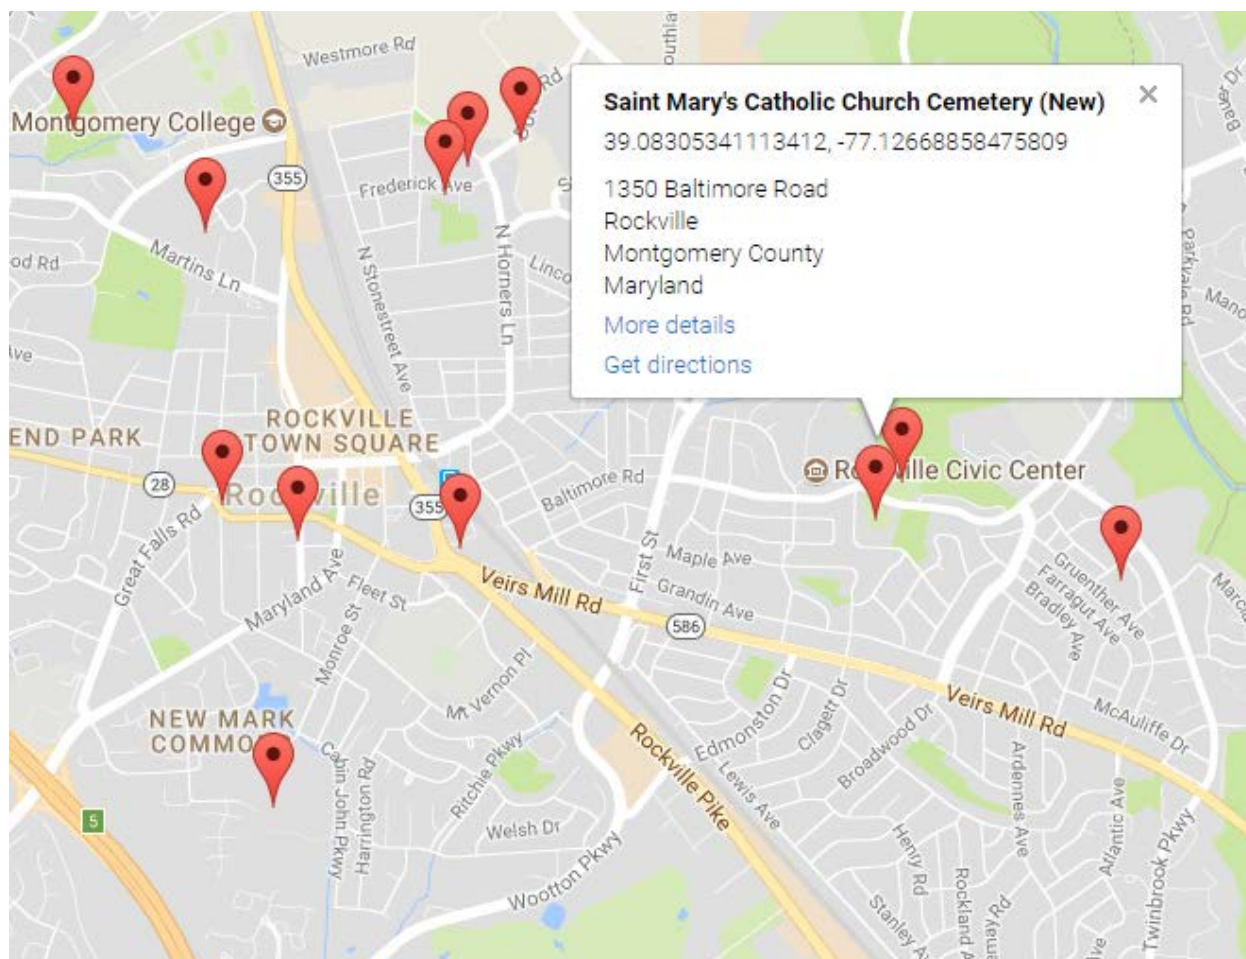 Westmore Rd
Montgomery College
355
Frederick Ave
Martins Ln
N Stonestreet Ave
N Horners Ln
Saint Mary's Catholic Church Cemetery (New)
39.08305341113412, -77.12668858475809
1350 Baltimore Road
Rockville
Montgomery County
Maryland
More details
Get directions
ROCKVILLE
TOWN SQUARE
END PARK
28
Great Falls Rd
Maryland Ave
Fleet St
Monroe St
355
Baltimore Rd
First St
Maple Ave
Grandin Ave
Veirs Mill Rd
586
Civic Center
Gruenther Ave
Farragut Ave
Bradley Ave
Mt Vernon Pl
NEW MARK
Cabin John Pkwy
Harrington Rd
Ritchie Pkwy
Welsh Dr
Wootton Pkwy
Rockville Pike
Edmonston Dr
Clagett Dr
Broadwood Dr
Lewis Ave
Veirs Mill Rd
McAuliffe Dr
Ardennes Ave
Atlantic Ave
Twinbrook Pkwy
Henry Rd
Rockland A
Stanley A
5